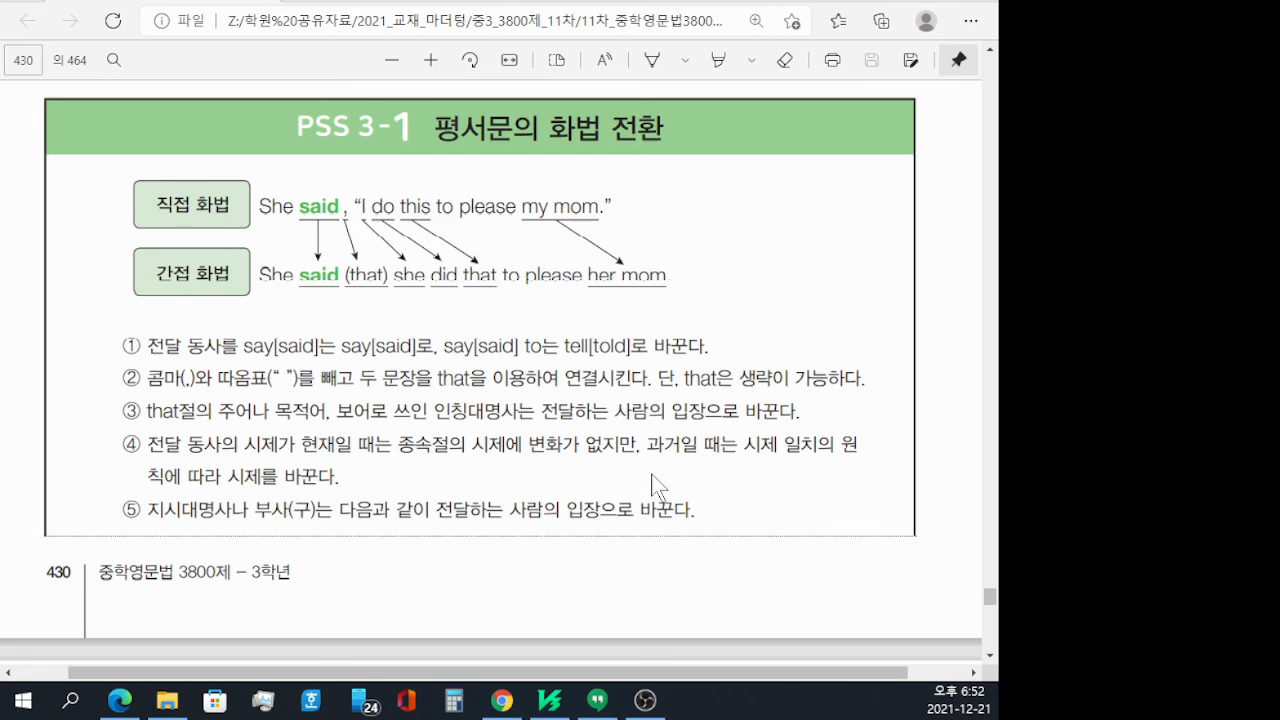 파일
Z:/학원%20공유자료/2021_교재_마더텅/중3_3800제_11차/11차_중학영문법3800...
430 의 464
PSS 3-1 평서문의 화법 전환
직접 화법 She said, “I do this to please my mom.”
간접 화법 She said (that) she did that to please her mom.
① 전달 동사를 say[said]는 say[said]로, say[said] to는 tell[told]로 바꾼다.
② 콤마(,)와 따옴표(“ ”)를 빼고 두 문장을 that을 이용하여 연결시킨다. 단, that은 생략이 가능하다.
③ that절의 주어나 목적어, 보어로 쓰인 인칭대명사는 전달하는 사람의 입장으로 바꾼다.
④ 전달 동사의 시제가 현재일 때는 종속절의 시제에 변화가 없지만, 과거일 때는 시제 일치의 원
칙에 따라 시제를 바꾼다.
⑤ 지시대명사나 부사(구)는 다음과 같이 전달하는 사람의 입장으로 바꾼다.
430 중학영문법 3800제 – 3학년
24
오후 6:52
2021-12-21